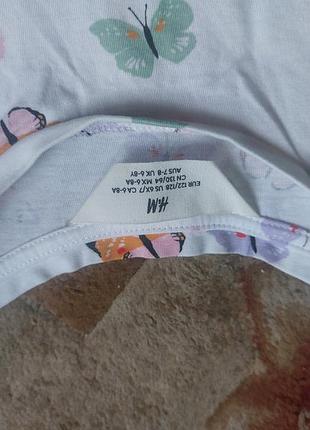 H&M
EUR 122/128 US 6X/7 CA 6-8A
CN 130/64 MX 6-8A
AUS 7-8 UK 6-8Y